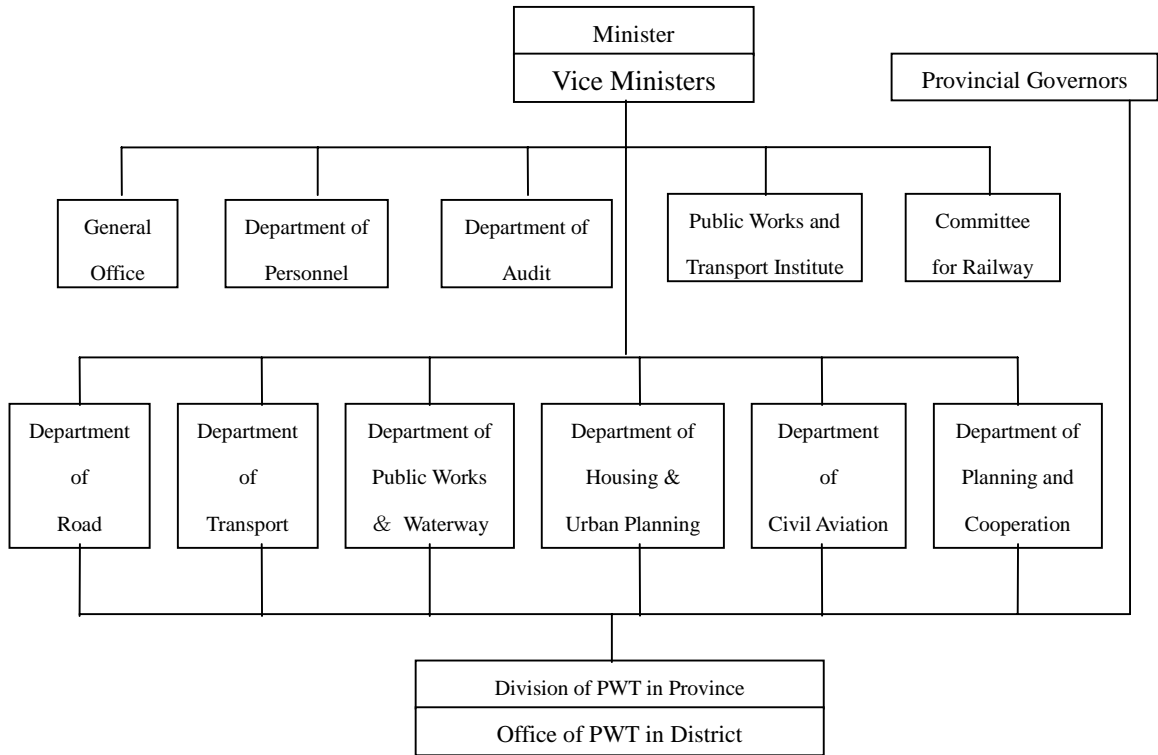 Minister
Vice Ministers
Provincial Governors
General
Office
Department of
Personnel
Department of
Audit
Public Works and
Transport Institute
Committee
for Railway
Department
of
Road
Department
of
Transport
Department of
Public Works
& Waterway
Department of
Housing &
Urban Planning
Department
of
Civil Aviation
Department of
Planning and
Cooperation
Division of PWT in Province
Office of PWT in District